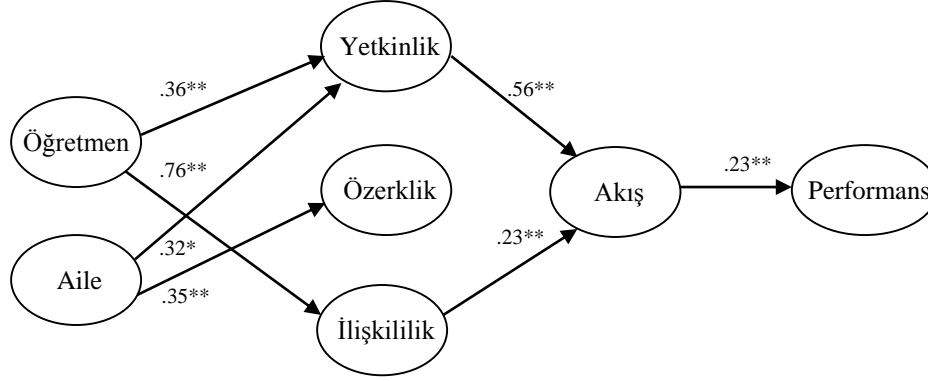 Yetkinlik
.36**
.56**
Öğretmen
.76**
Özerklik
Akış
.23**
Performans
.32*
.23**
Aile
.35**
İlişkililik